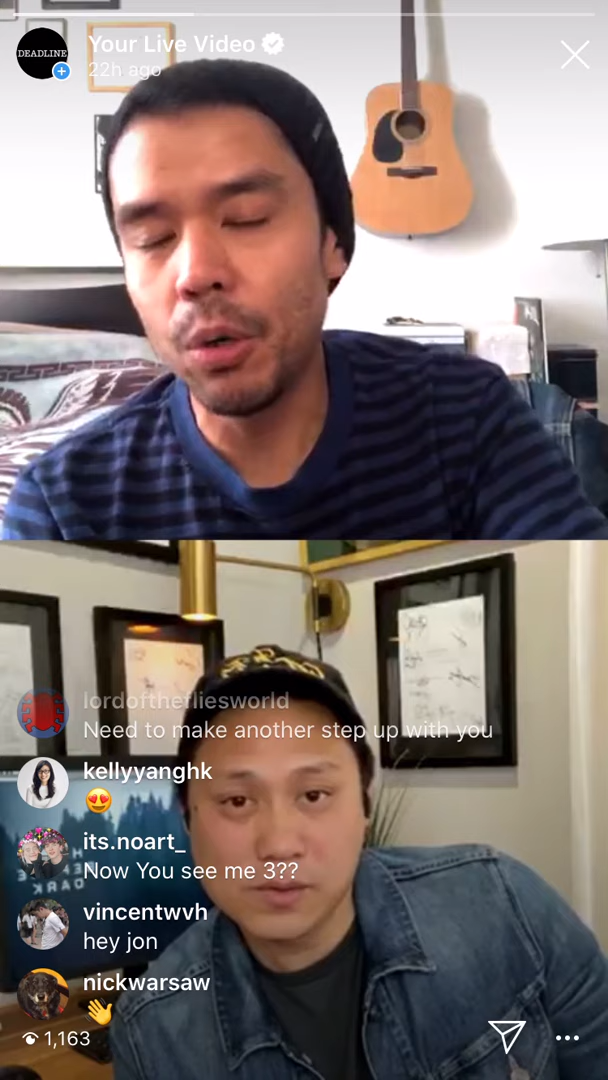 DEADLINE
Your Live Video
22h ago
lordoftheﬂiesworld
Need to make another step up with you
kellyyanghk
its.noart_
Now You see me 3??
vincentwvh
hey jon
nickwarsaw
1,163